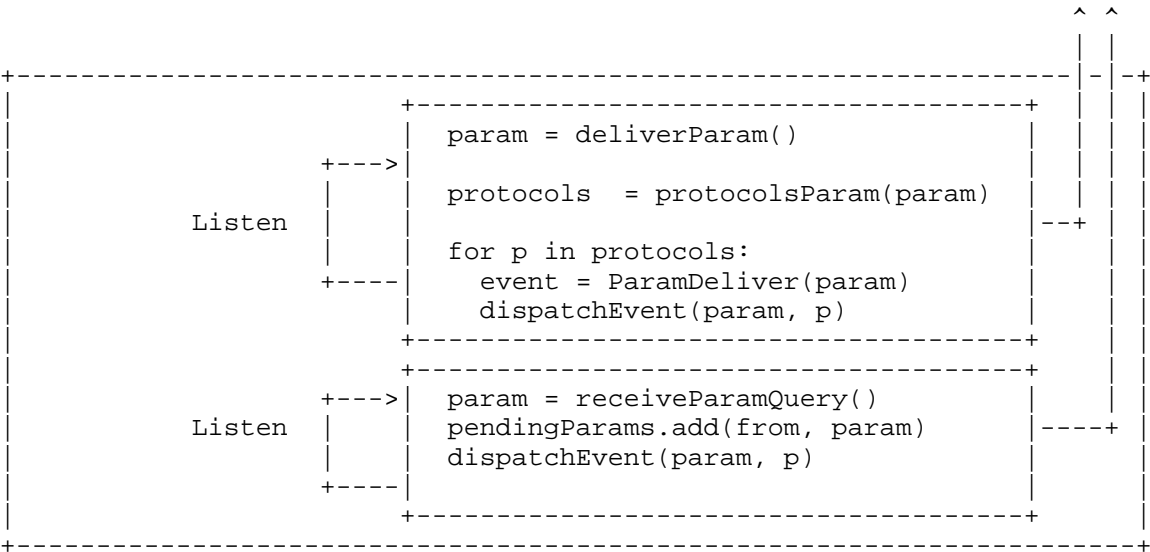 param = deliverParam()
protocols = protocolsParam(param)
Listen
for p in protocols:
event = ParamDeliver(param)
dispatchEvent(param, p)
param = receiveParamQuery()
Listen
pendingParams.add(from, param)
dispatchEvent(param, p)